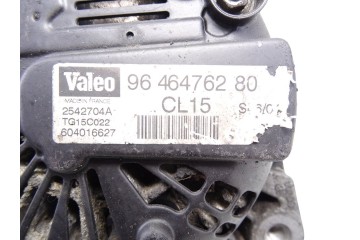 Valeo 96 464762 80
MADE IN FRANCE
2542704A CL15
TG15C022
604016627